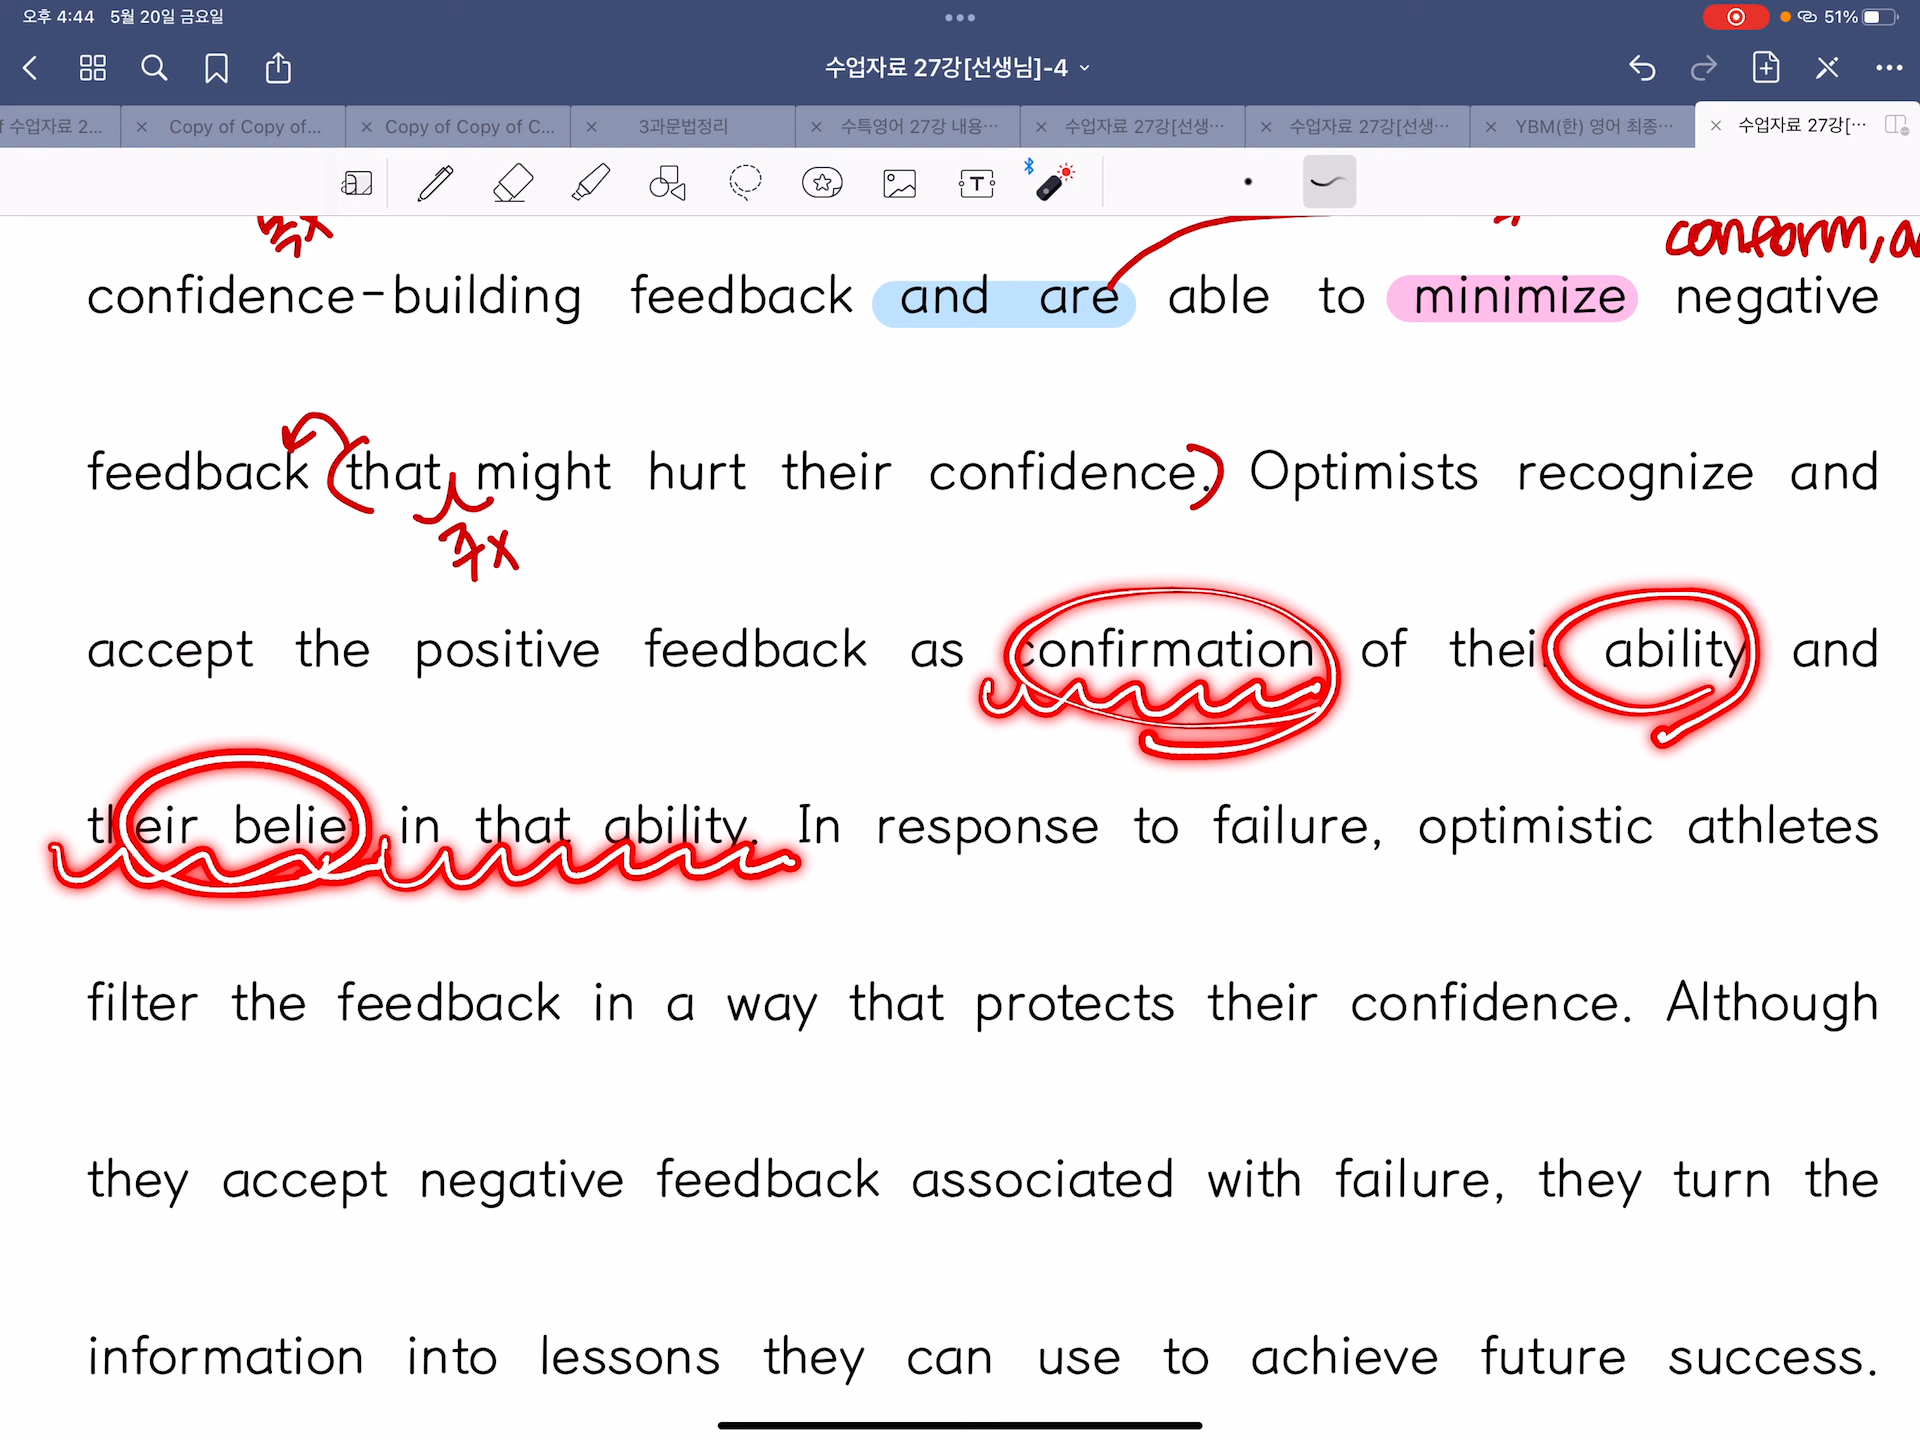 오후 4:44 5월 20일 금요일
51%
수업자료 27강[선생님]-4
f 수업자료 2...
Copy of Copy of...
Copy of Copy of C...
3과문법정리
수특영어 27강 내용...
수업자료 27강[선생...
수업자료 27강[선생...
YBM(한) 영어 최종...
수업자료 27강[...
conform, a
confidence-building feedback and are able to minimize negative
feedback (that might hurt their confidence.) Optimists recognize and
accept the positive feedback as confirmation of their ability and
their belief in that ability. In response to failure, optimistic athletes
filter the feedback in a way that protects their confidence. Although
they accept negative feedback associated with failure, they turn the
information into lessons they can use to achieve future success.